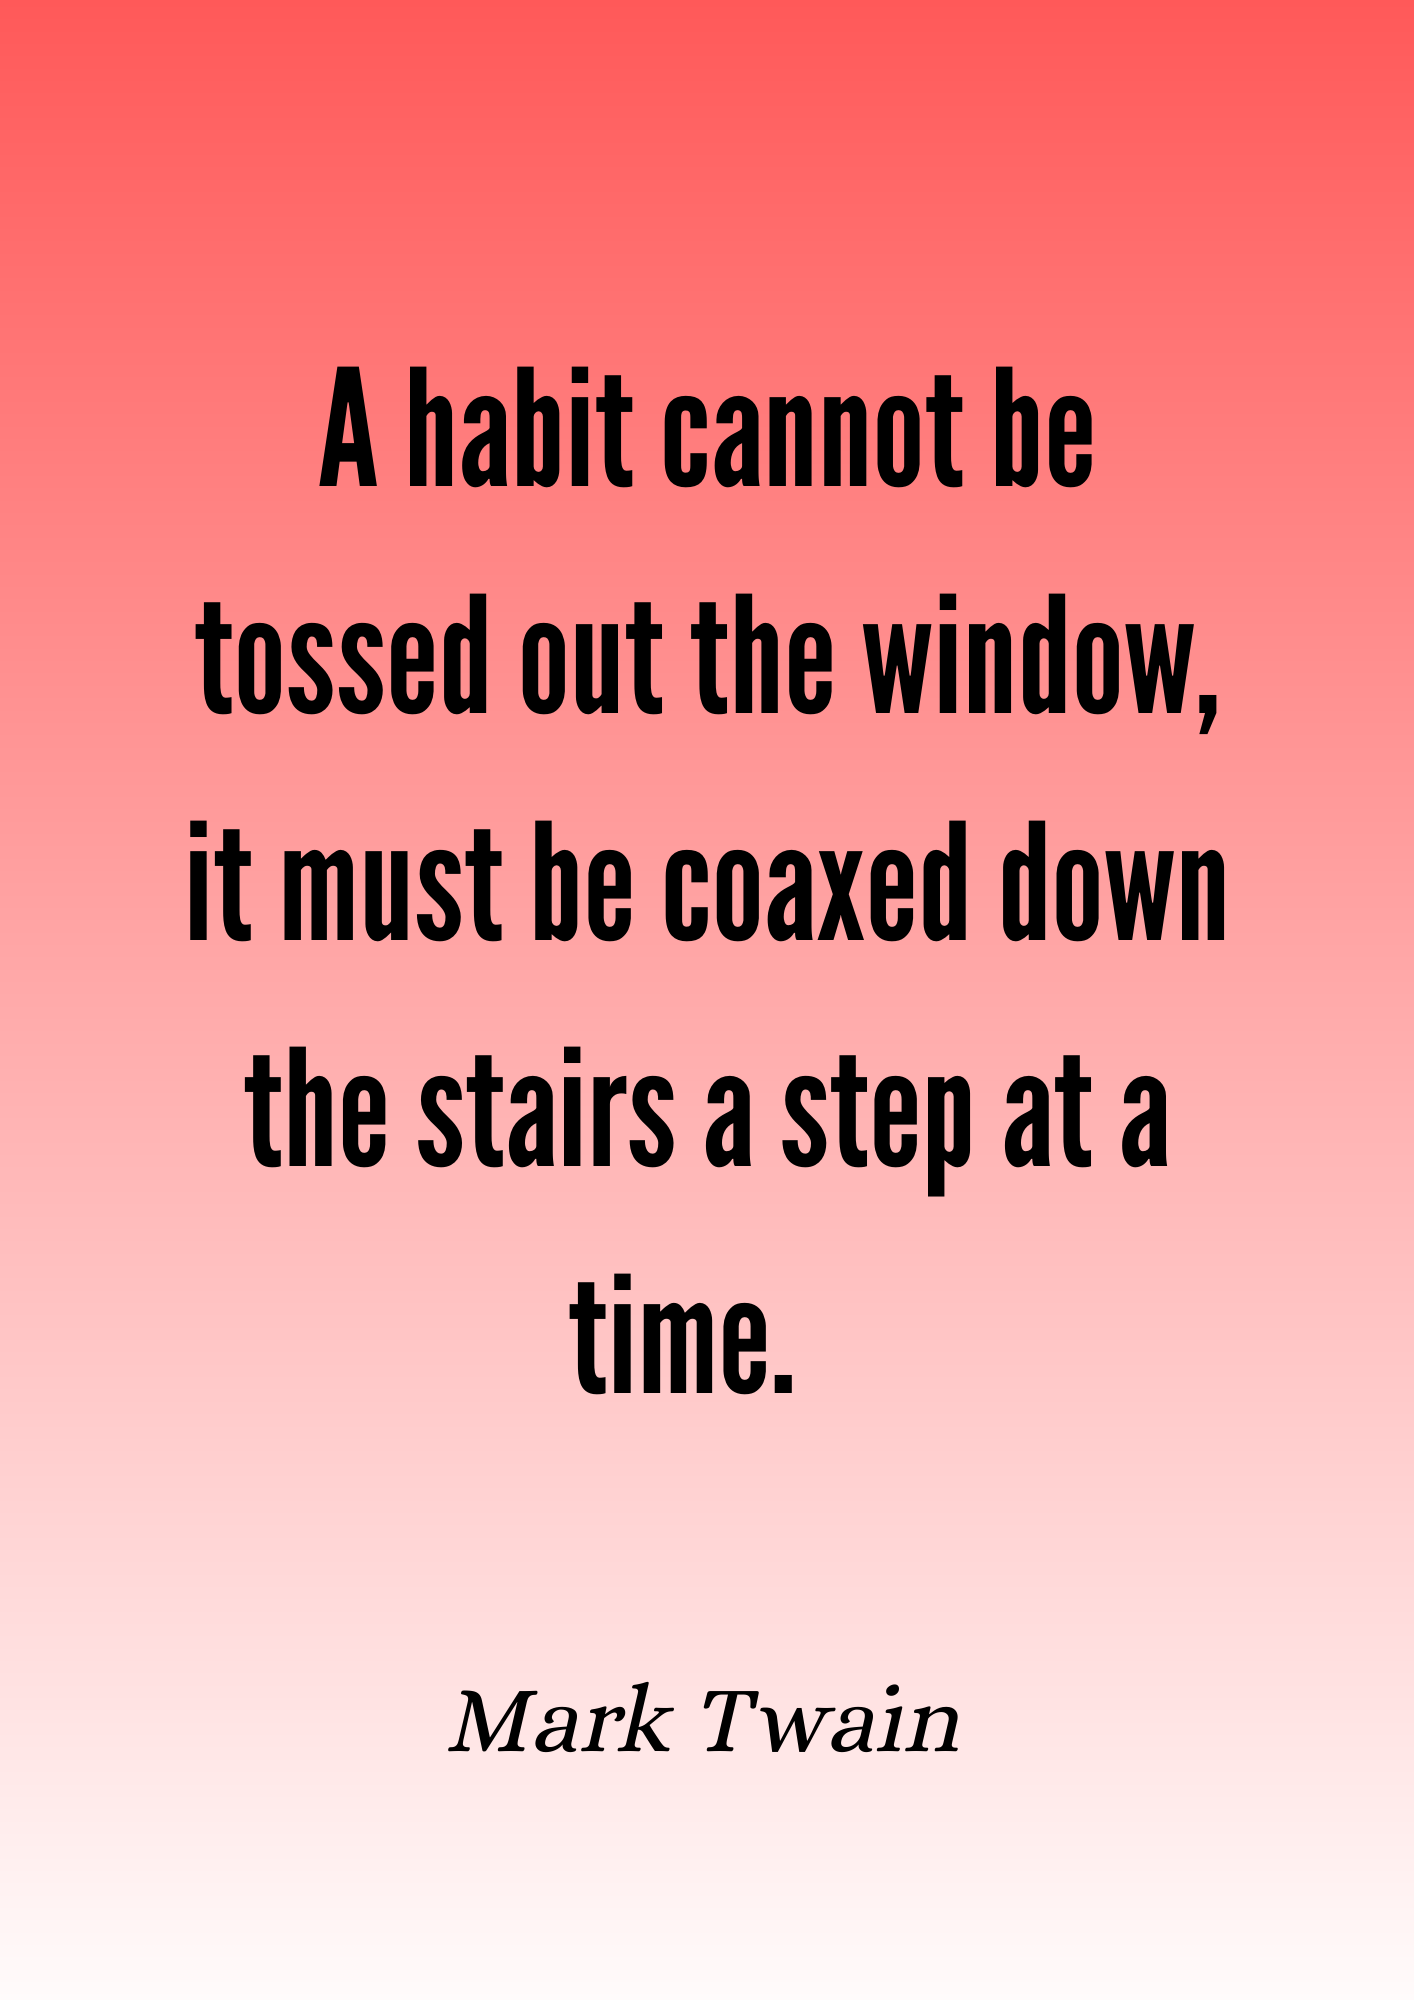 A habit cannot be
tossed out the window,
it must be coaxed down
the stairs a step at a
time.
Mark Twain